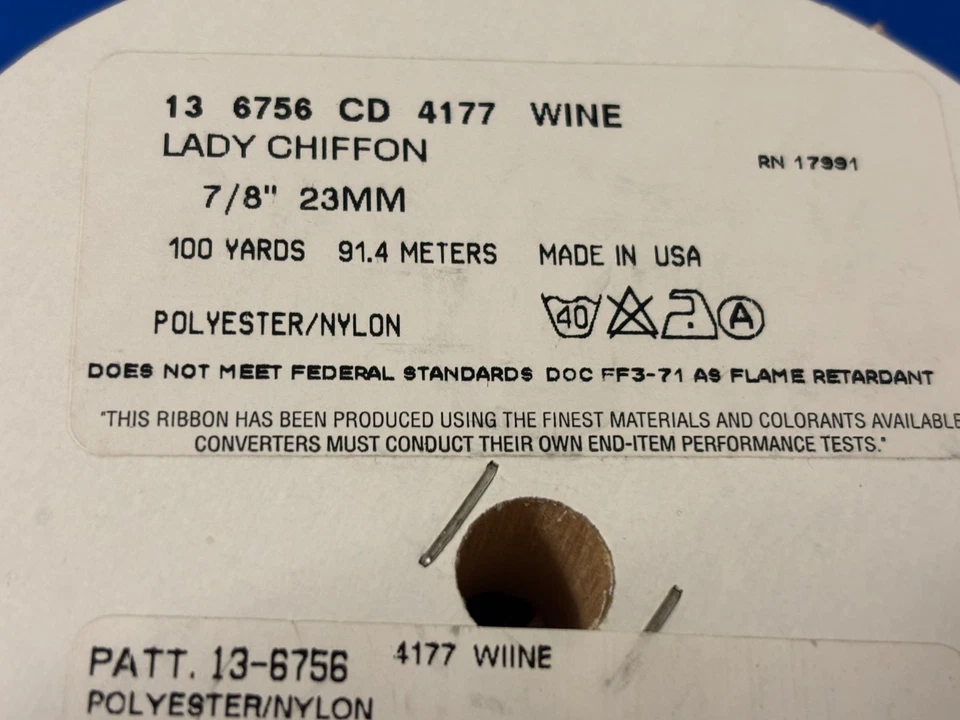 13 6756 CD 4177 WINE
LADY CHIFFON
RN 17991
7/8" 23MM
100 YARDS 91.4 METERS MADE IN USA
POLYESTER/NYLON 40 A
DOES NOT MEET FEDERAL STANDARDS DOC FF3-71 AS FLAME RETARDANT
"THIS RIBBON HAS BEEN PRODUCED USING THE FINEST MATERIALS AND COLORANTS AVAILABLE
CONVERTERS MUST CONDUCT THEIR OWN END-ITEM PERFORMANCE TESTS."
PATT. 13-6756 4177 WIINE
POLYESTER/NYLON